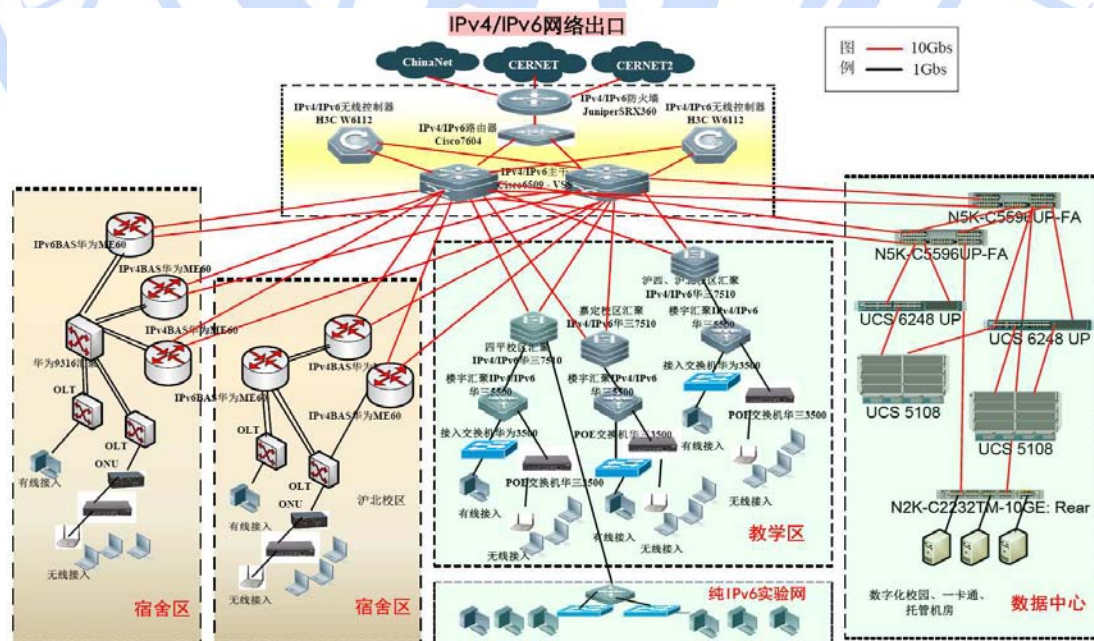 IPv4/IPv6网络出口
ChinaNet
CERNET
CERNET2
图例
10Gbs
1Gbs
IPv4/IPv6无线控制器
H3C W6112
IPv4/IPv6防火墙
JuniperSRX360
IPv4/IPv6无线控制器
H3C W6112
IPv4/IPv6路由器
Cisco7604
IPv4/IPv6主干
Cisco6509 - VSS
IPv6BAS华为ME60
IPv4BAS华为ME60
IPv4BAS华为ME60
华为9316汇聚
IPv6BAS华为ME60
OLT
OLT
ONU
有线接入
无线接入
宿舍区
IPv4BAS华为
IPv4BAS华为ME60
OLT
OLT
ONU
沪北校区
有线接入
无线接入
宿舍区
沪西、沪北校区汇聚
IPv4/IPv6华三7510
嘉定校区汇聚
IPv4/IPv6华三7510
楼宇汇聚IPv4/IPv6
华三5500
四平校区汇聚
IPv4/IPv6华三7510
楼宇汇聚IPv4/IPv6
华三5500
楼宇汇聚IPv4/IPv6
华三5500
接入交换机华为3500
POE交换机华三3500
接入交换机华为3500
POE交换机华三3500
POE交换机华三3500
有线接入
无线接入
有线接入
无线接入
有线接入
无线接入
教学区
纯IPv6实验网
N5K-C5596UP-FA
N5K-C5596UP-FA
UCS 6248 UP
UCS 6248 UP
UCS 5108
UCS 5108
N2K-C2232TM-10GE: Rear
数字化校园、一卡通、
托管机房
数据中心